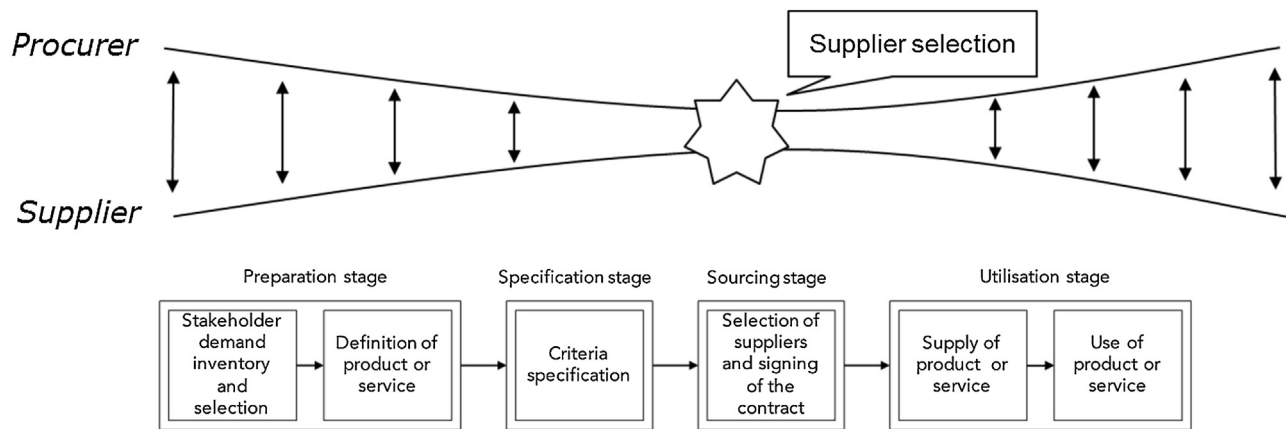 Procurer
Supplier selection
Supplier
Preparation stage
Specification stage
Sourcing stage
Utilisation stage
Stakeholder
demand
inventory
and
selection
Definition of
product or
service
Criteria
specification
Selection of
suppliers
and signing
of the
contract
Supply of
product or
service
Use of
product or
service